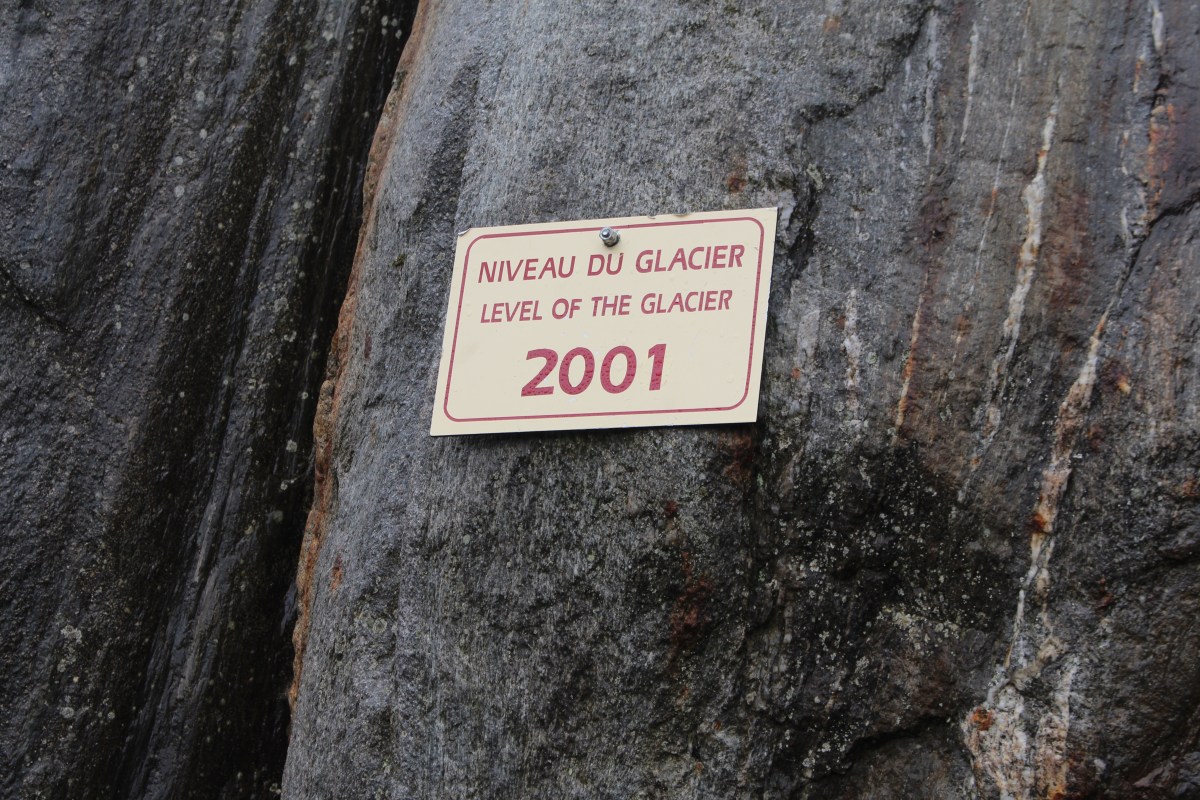 NIVEAU DU GLACIER
LEVEL OF THE GLACIER
2001